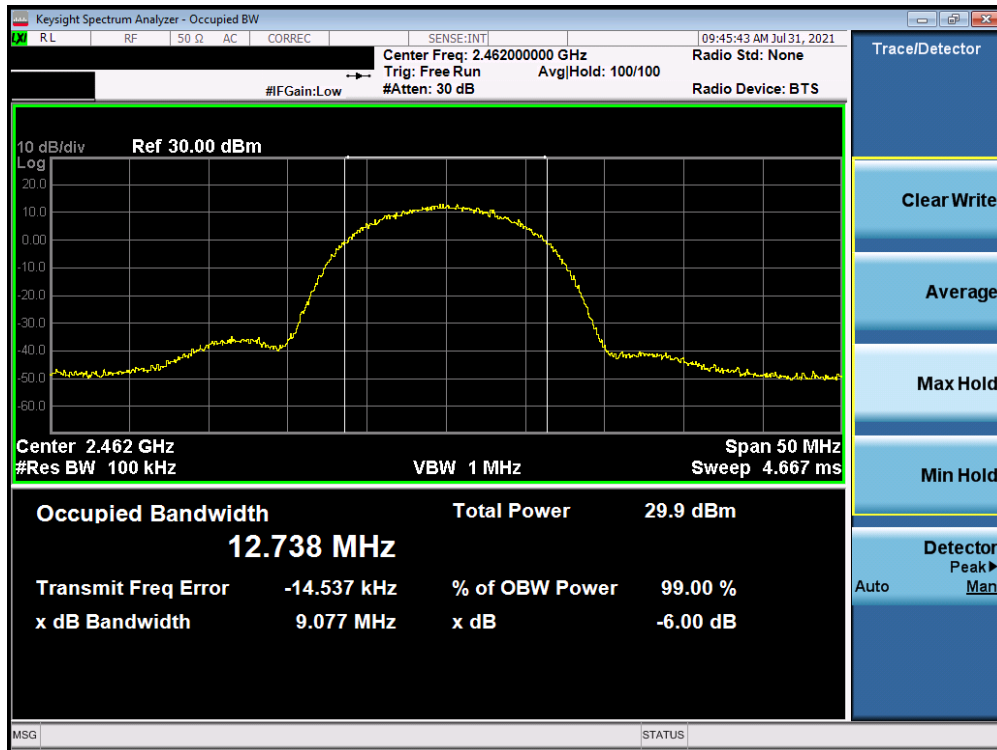 Keysight Spectrum Analyzer - Occupied BW
LXI RL RF 50 Ω AC CORREC SENSE:INT 09:45:43 AM Jul 31, 2021
Center Freq: 2.462000000 GHz Radio Std: None
Trig: Free Run Avg|Hold: 100/100
#IFGain:Low #Atten: 30 dB Radio Device: BTS
Trace/Detector
10 dB/div Ref 30.00 dBm
Log
20.0
10.0
0.00
-10.0
-20.0
-30.0
-40.0
-50.0
-60.0
Center 2.462 GHz Span 50 MHz
#Res BW 100 kHz VBW 1 MHz Sweep 4.667 ms
Occupied Bandwidth Total Power 29.9 dBm
12.738 MHz
Transmit Freq Error -14.537 kHz % of OBW Power 99.00 %
x dB Bandwidth 9.077 MHz x dB -6.00 dB
Clear Write
Average
Max Hold
Min Hold
Detector
Peak▶
Auto Man
MSG STATUS